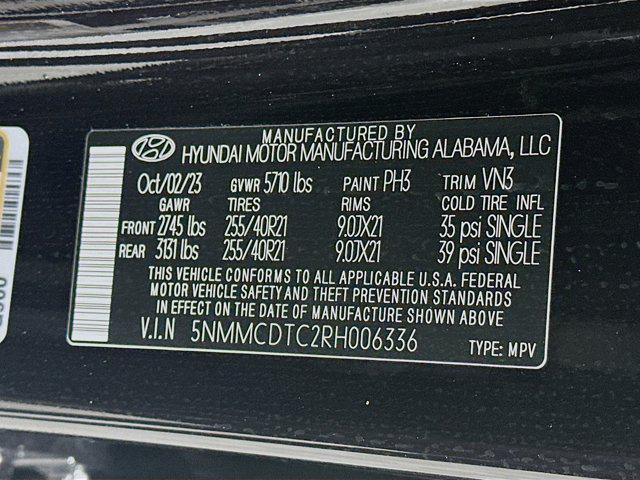 MANUFACTURED BY
HYUNDAI MOTOR MANUFACTURING ALABAMA, LLC
Oct/02/23 GVWR 5710 lbs PAINT PH3 TRIM VN3
GAWR TIRES RIMS COLD TIRE INFL
FRONT 2745 lbs 255/40R21 9.0JX21 35 psi SINGLE
REAR 3131 lbs 255/40R21 9.0JX21 39 psi SINGLE
THIS VEHICLE CONFORMS TO ALL APPLICABLE U.S.A. FEDERAL
MOTOR VEHICLE SAFETY AND THEFT PREVENTION STANDARDS
IN EFFECT ON THE DATE OF MANUFACTURE SHOWN ABOVE
V.I.N 5NMMCDTC2RH006336 TYPE: MPV